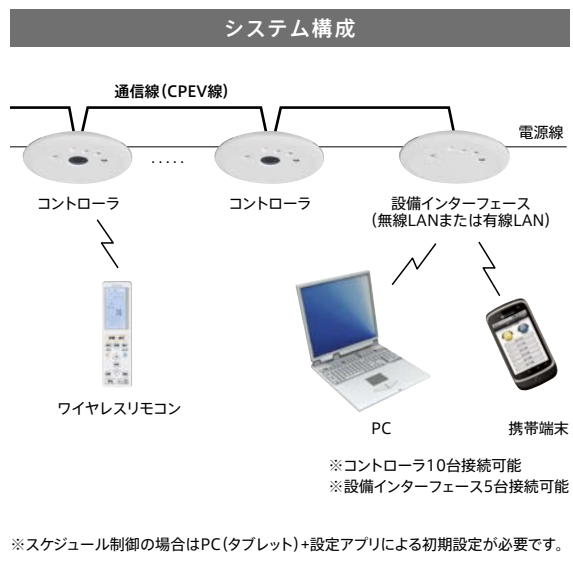 システム構成
通信線（CPEV線）
電源線
・・・・・
コントローラ
コントローラ
設備インターフェース
（無線LANまたは有線LAN）
ワイヤレスリモコン
PC
携帯端末
※コントローラ10台接続可能
※設備インターフェース5台接続可能
※スケジュール制御の場合はPC（タブレット）+設定アプリによる初期設定が必要です。